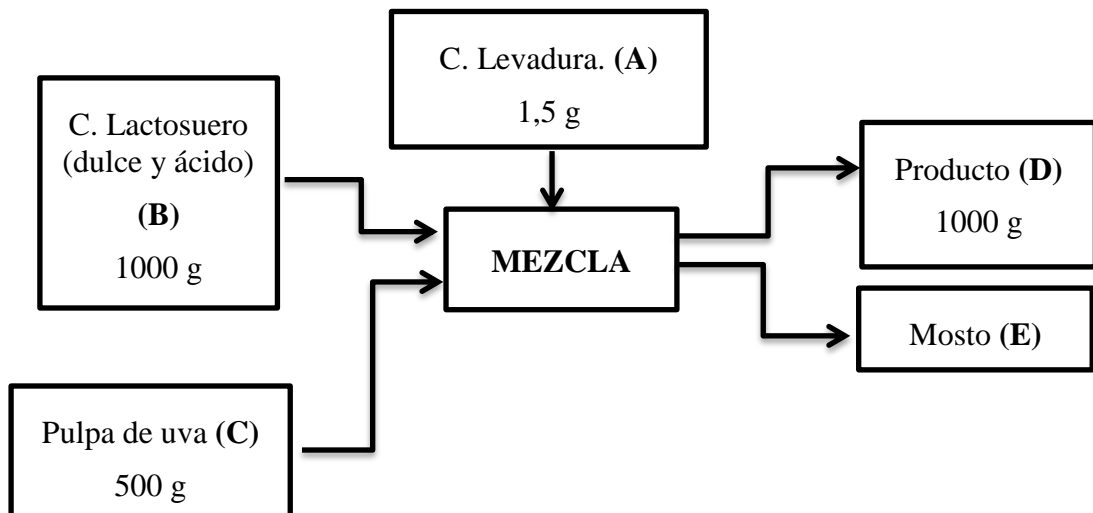 C. Levadura. (A)
1,5 g
C. Lactosuero
(dulce y ácido)
(B)
1000 g
Producto (D)
1000 g
MEZCLA
Mosto (E)
Pulpa de uva (C)
500 g